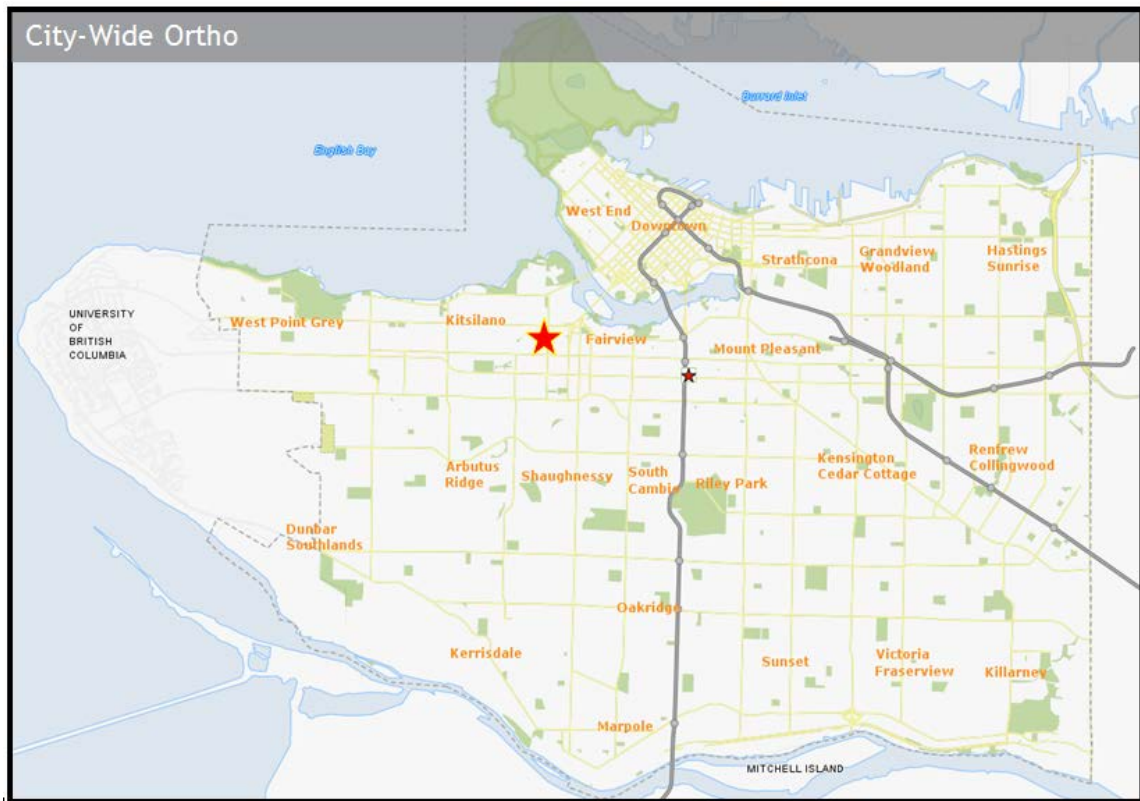 City-Wide Ortho
Burrard Inlet
English Bay
West End
Downtown
Strathcona
Grandview
Woodland
Hastings
Sunrise
UNIVERSITY
OF
BRITISH
COLUMBIA
West Point Grey
Kitsilano
Fairview
Mount Pleasant
Arbutus
Ridge
Shaughnessy
South
Cambie
Riley Park
Kensington
Cedar Cottage
Renfrew
Collingwood
Dunbar
Southlands
Oakridge
Kerrisdale
Sunset
Victoria
Fraserview
Killarney
Marpole
MITCHELL ISLAND